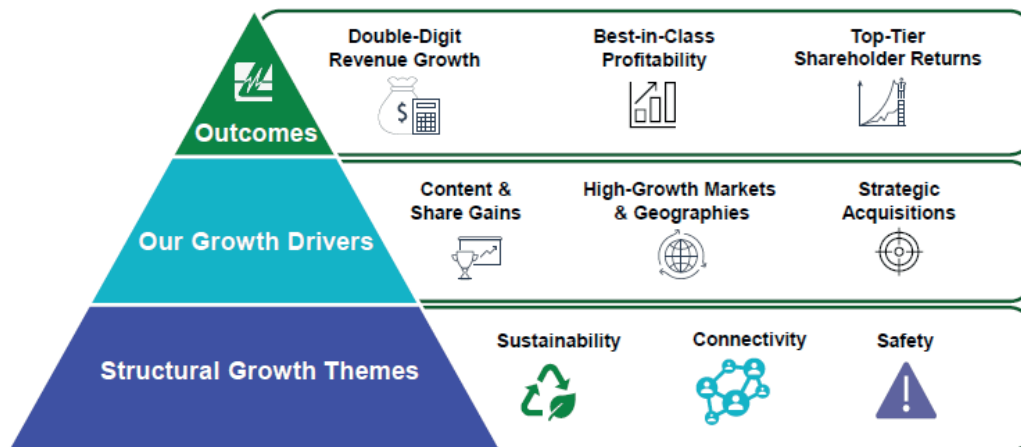 Double-Digit
Revenue Growth
Best-in-Class
Profitability
Top-Tier
Shareholder Returns
$
Outcomes
Content &
Share Gains
High-Growth Markets
& Geographies
Strategic
Acquisitions
Our Growth Drivers
Sustainability
Connectivity
Safety
Structural Growth Themes